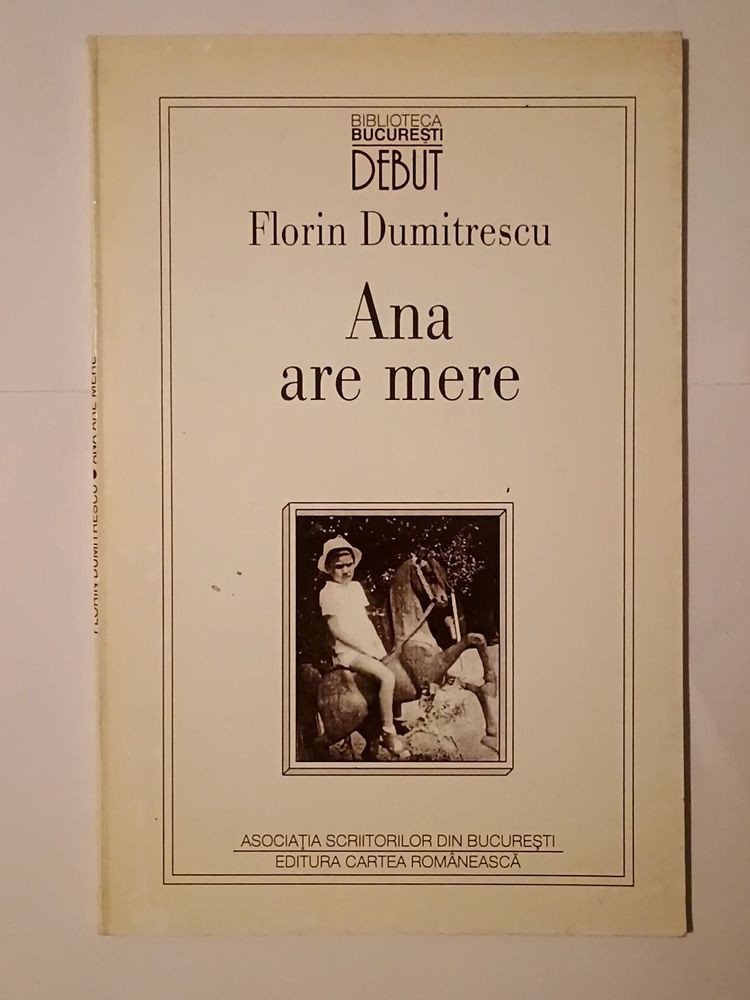 BIBLIOTECA
BUCUREȘTI
DEBUT
Florin Dumitrescu
Ana
are mere
FLORIN DUMITRESCU ● ANA ARE MERE
ASOCIAȚIA SCRIITORILOR DIN BUCUREȘTI
EDITURA CARTEA ROMÂNEASCĂ